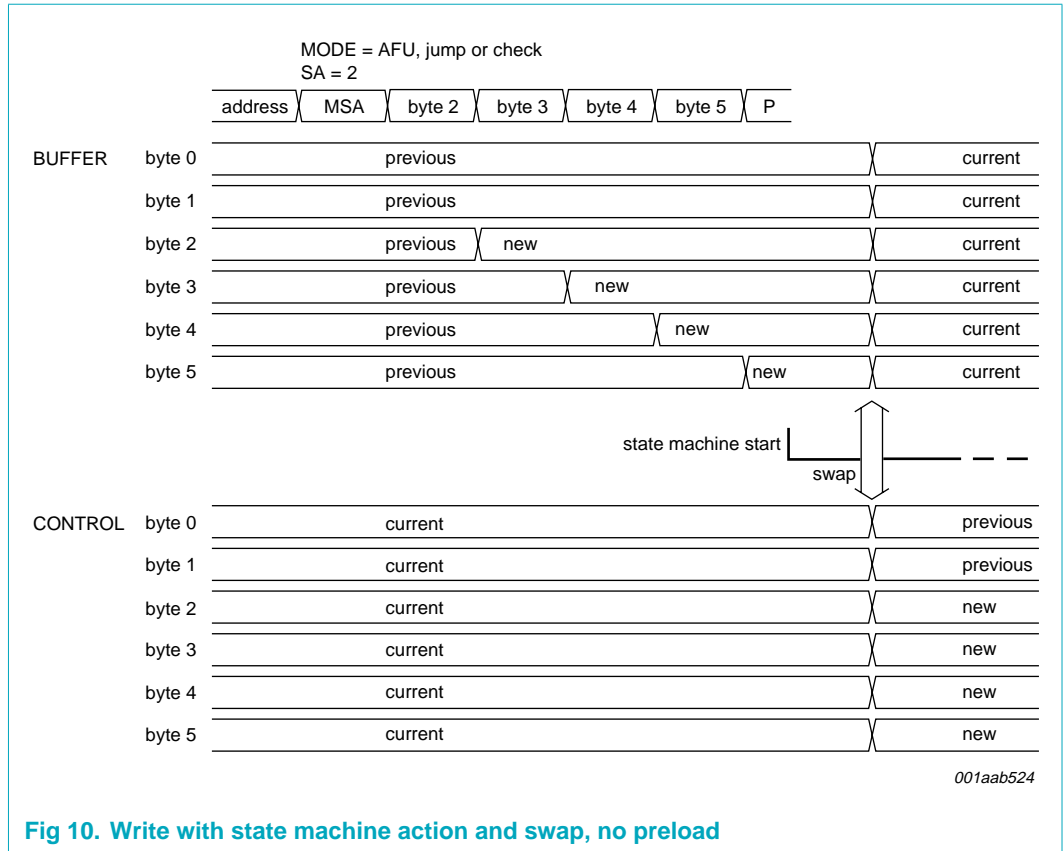 MODE = AFU, jump or check
SA = 2
address MSA byte 2 byte 3 byte 4 byte 5 P
BUFFER byte 0 previous current
byte 1 previous current
byte 2 previous new current
byte 3 previous new current
byte 4 previous new current
byte 5 previous new current
state machine start
swap
CONTROL byte 0 current previous
byte 1 current previous
byte 2 current new
byte 3 current new
byte 4 current new
byte 5 current new
001aab524
Fig 10. Write with state machine action and swap, no preload